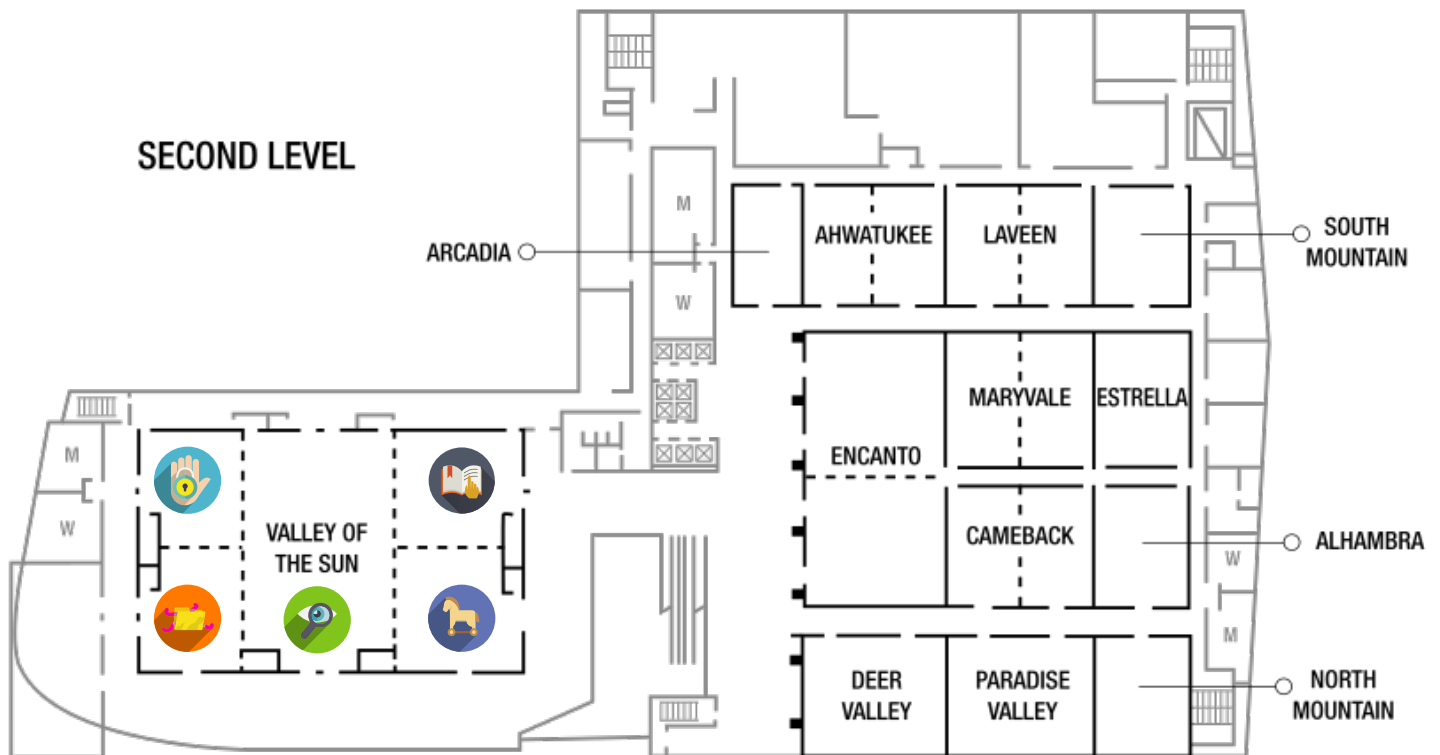 SECOND LEVEL
M
ARCADIA
AHWATUKEE
LAVEEN
SOUTH
MOUNTAIN
W
MARYVALE
ESTRELLA
ENCANTO
M
W
VALLEY OF
THE SUN
CAMEBACK
ALHAMBRA
W
M
DEER
VALLEY
PARADISE
VALLEY
NORTH
MOUNTAIN